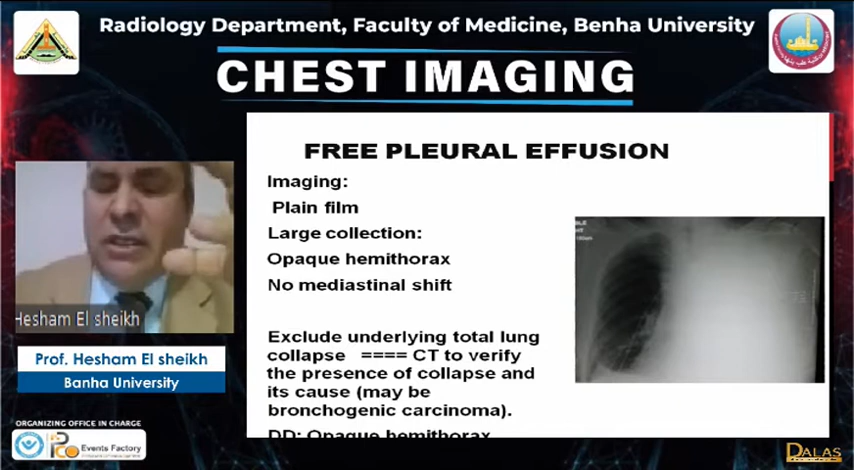 Radiology Department, Faculty of Medicine, Benha University
CHEST IMAGING
FREE PLEURAL EFFUSION
Imaging:
Plain film
Large collection:
Opaque hemithorax
No mediastinal shift
Exclude underlying total lung
collapse ==== CT to verify
the presence of collapse and
its cause (may be
bronchogenic carcinoma).
DD: Opaque hemithorax
Hesham El sheikh
Prof. Hesham El sheikh
Banha University
ORGANIZING OFFICE IN CHARGE
PCO Events Factory
DALAS